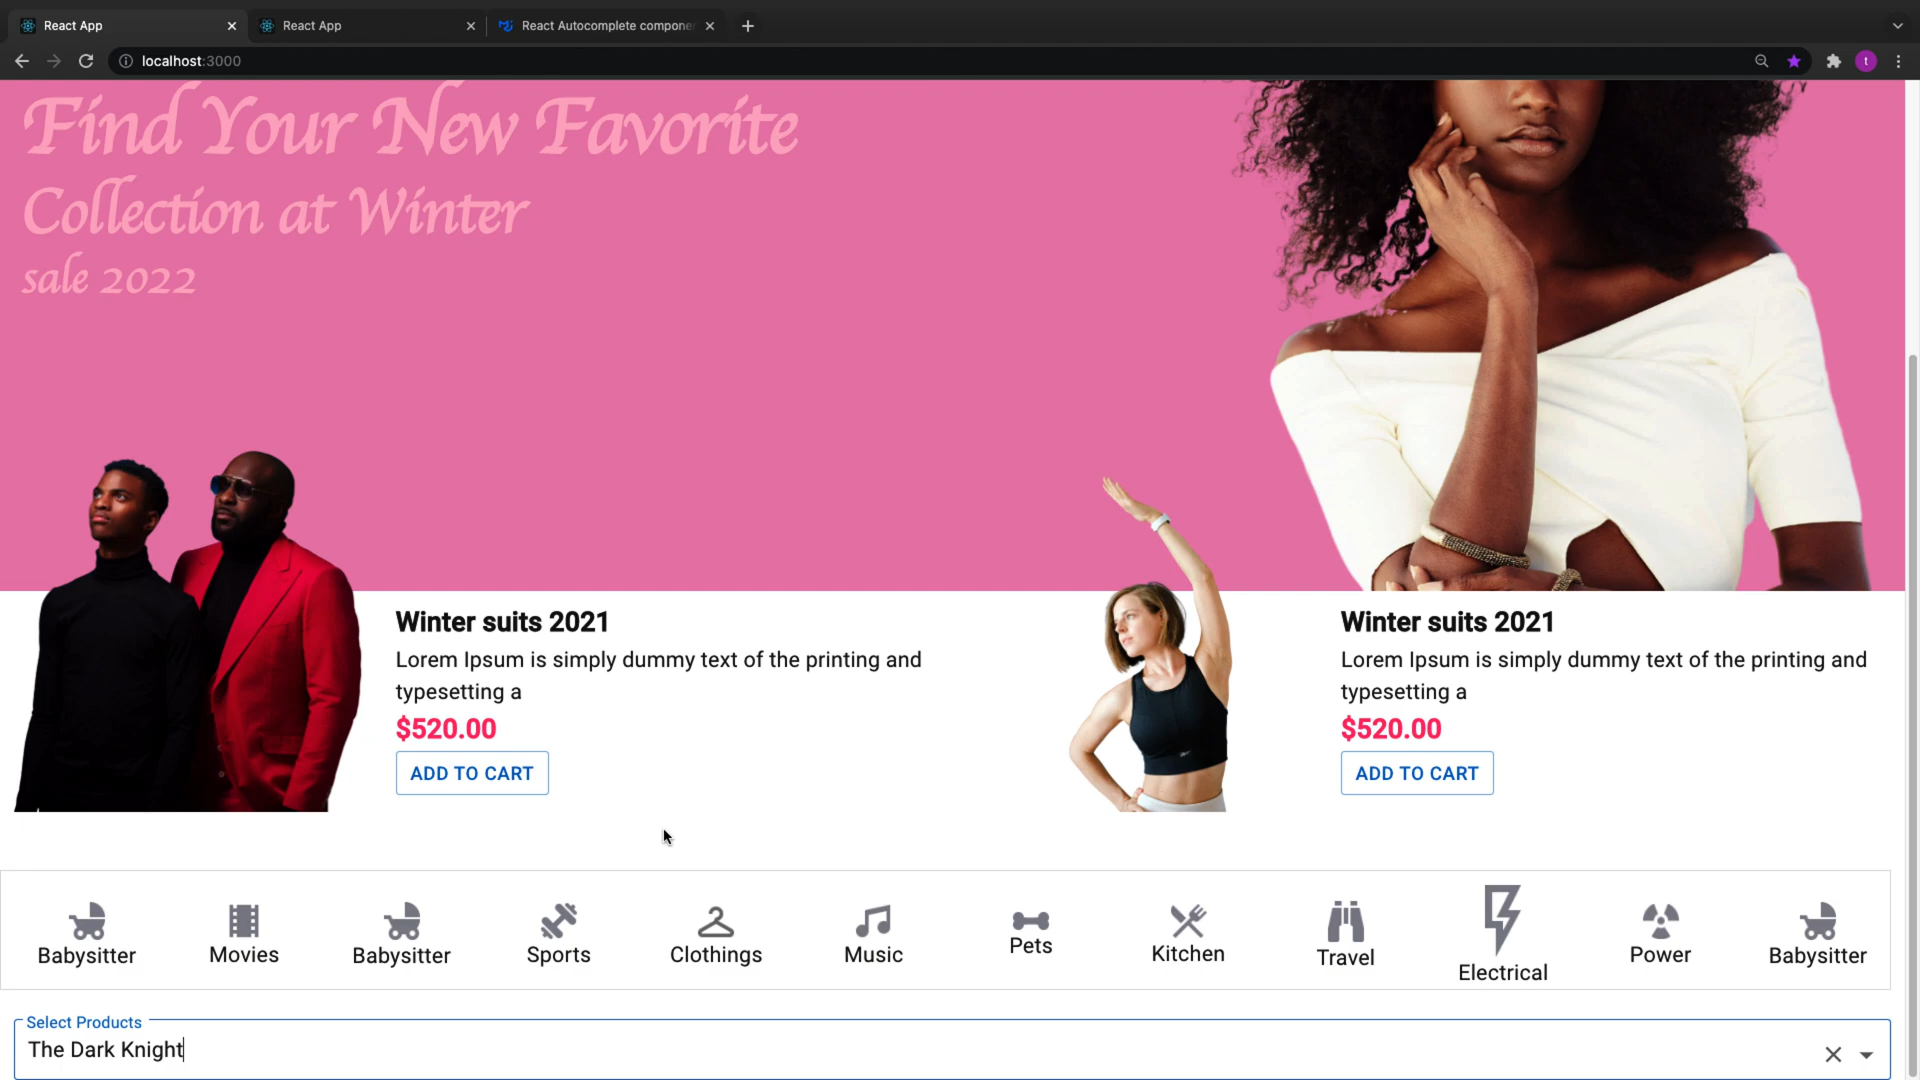 React App
React App
React Autocomplete compone
localhost:3000
t
Find Your New Favorite
Collection at Winter
sale 2022
Winter suits 2021
Lorem Ipsum is simply dummy text of the printing and
typesetting a
$520.00
ADD TO CART
Winter suits 2021
Lorem Ipsum is simply dummy text of the printing and
typesetting a
$520.00
ADD TO CART
Babysitter
Movies
Babysitter
Sports
Clothings
Music
Pets
Kitchen
Travel
Electrical
Power
Babysitter
Select Products
The Dark Knight